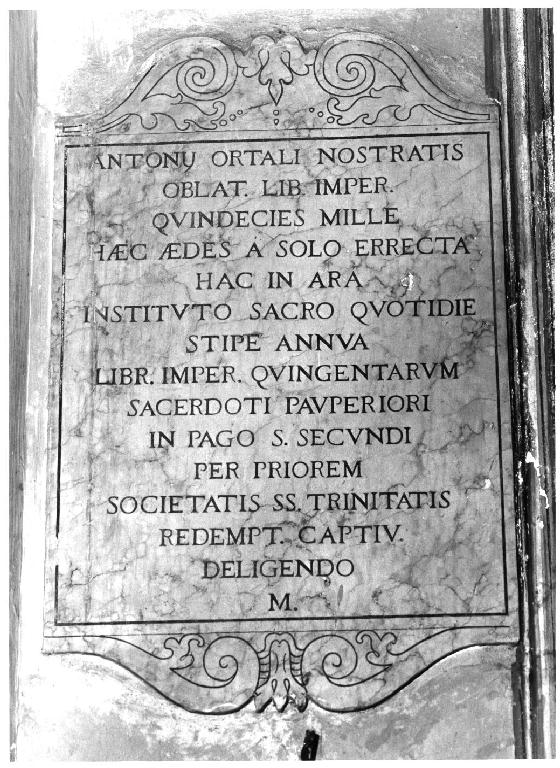 ANTONIJ ORTALI NOSTRATIS
OBLAT. LIB. IMPER.
QVINDECIES MILLE
HÆC ÆDES A SOLO ERRECTA
HAC IN ARA
INSTITVTO SACRO QVOTIDIE
STIPE ANNVA
LIBR. IMPER. QVINGENTARVM
SACERDOTI PAVPERIORI
IN PAGO S. SECVNDI
PER PRIOREM
SOCIETATIS SS. TRINITATIS
REDEMPT. CAPTIV.
DELIGENDO
M.